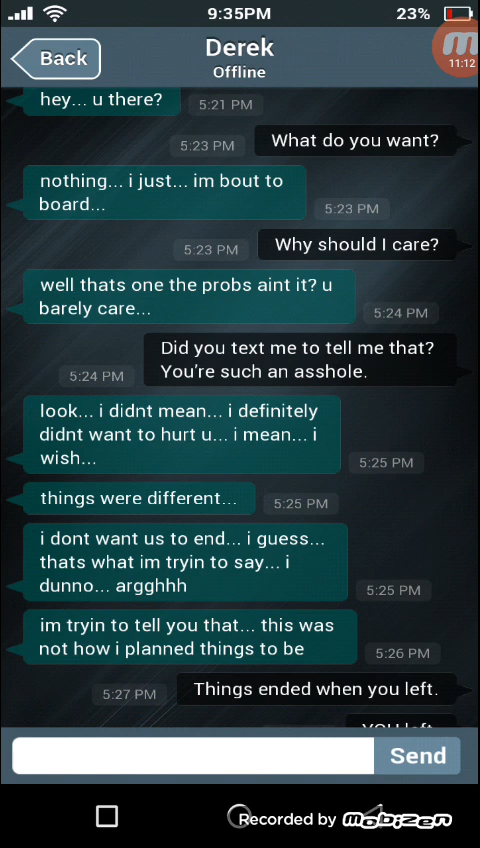 9:35PM
23%
Back
Derek
Offline
11:12
hey... u there?
5:21 PM
5:23 PM
What do you want?
nothing... i just... im bout to
board...
5:23 PM
5:23 PM
Why should I care?
well thats one the probs aint it? u
barely care...
5:24 PM
Did you text me to tell me that?
You're such an asshole.
5:24 PM
look... i didnt mean... i definitely
didnt want to hurt u... i mean... i
wish...
5:25 PM
things were different...
5:25 PM
i dont want us to end... i guess...
thats what im tryin to say... i
dunno... argghhh
5:25 PM
im tryin to tell you that... this was
not how i planned things to be
5:26 PM
5:27 PM
Things ended when you left.
YOU left
Send
Recorded by Mobizen